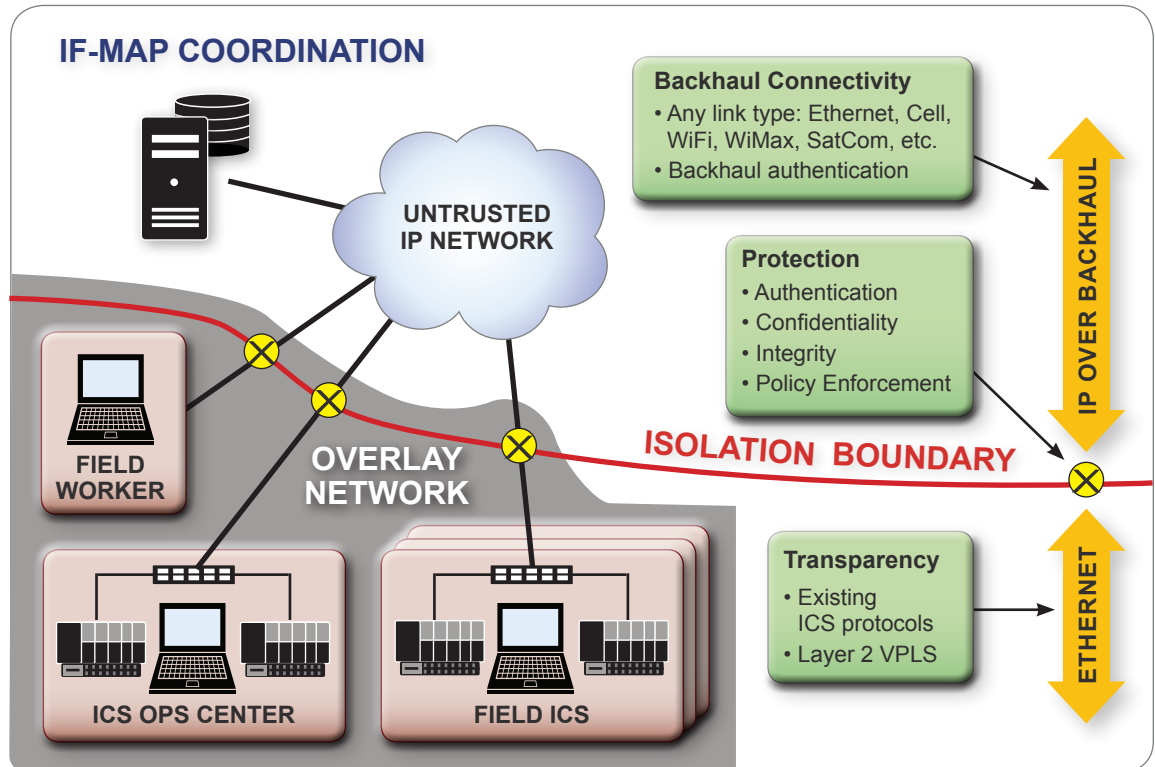 IF-MAP COORDINATION
UNTRUSTED
IP NETWORK
Backhaul Connectivity
• Any link type: Ethernet, Cell,
WiFi, WiMax, SatCom, etc.
• Backhaul authentication
Protection
• Authentication
• Confidentiality
• Integrity
• Policy Enforcement
IP OVER BACKHAUL
ISOLATION BOUNDARY
FIELD
WORKER
OVERLAY
NETWORK
Transparency
• Existing
ICS protocols
• Layer 2 VPLS
ETHERNET
ICS OPS CENTER
FIELD ICS